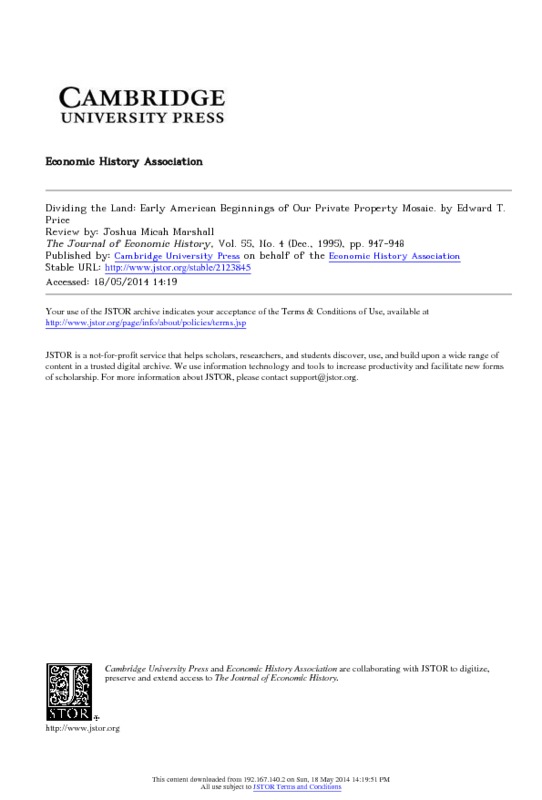 CAMBRIDGE
UNIVERSITY PRESS
Economic History Association
Dividing the Land: Early American Beginnings of Our Private Property Mosaic. by Edward T.
Price
Review by: Joshua Micah Marshall
The Journal of Economic History, Vol. 55, No. 4 (Dec., 1995), pp. 947-948
Published by: Cambridge University Press on behalf of the Economic History Association
Stable URL: http://www.jstor.org/stable/2123845
Accessed: 18/05/2014 14:19
Your use of the JSTOR archive indicates your acceptance of the Terms & Conditions of Use, available at
http://www.jstor.org/page/info/about/policies/terms.jsp
JSTOR is a not-for-profit service that helps scholars, researchers, and students discover, use, and build upon a wide range of
content in a trusted digital archive. We use information technology and tools to increase productivity and facilitate new forms
of scholarship. For more information about JSTOR, please contact support@jstor.org.
Cambridge University Press and Economic History Association are collaborating with JSTOR to digitize,
preserve and extend access to The Journal of Economic History.
JSTOR
http://www.jstor.org
This content downloaded from 192.167.140.2 on Sun, 18 May 2014 14:19:51 PM
All use subject to JSTOR Terms and Conditions